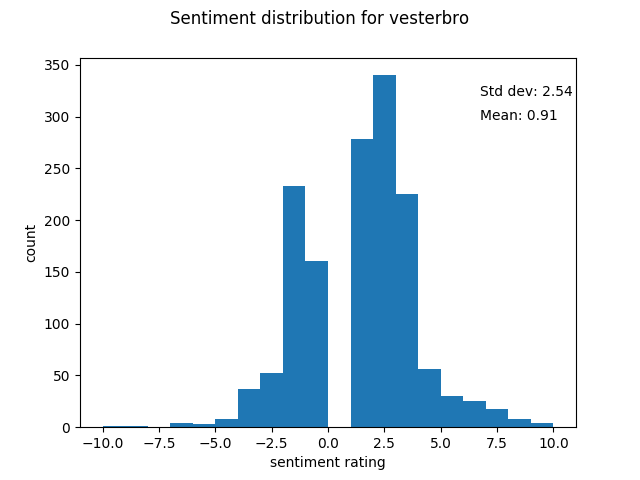 Sentiment distribution for vesterbro
350
300
250
200
150
100
50
0
count
Std dev: 2.54
Mean: 0.91
−10.0 −7.5 −5.0 −2.5 0.0 2.5 5.0 7.5 10.0
sentiment rating